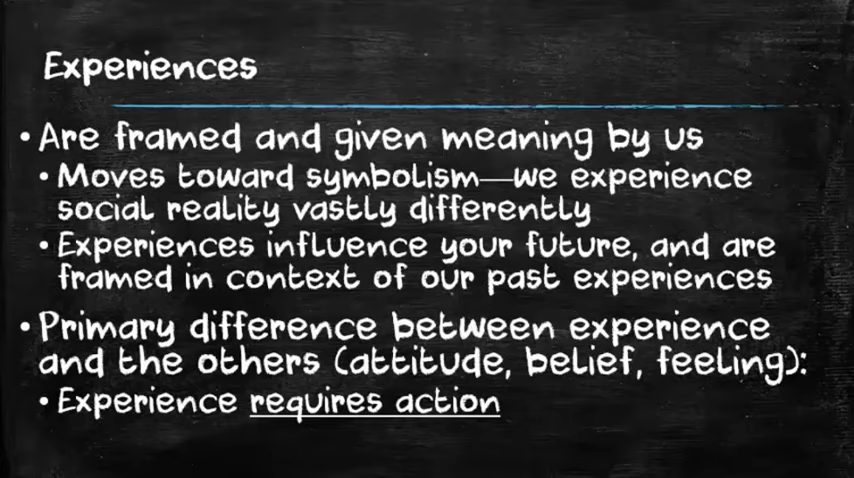 Experiences
• Are framed and given meaning by us
• Moves toward symbolism—we experience
social reality vastly differently
• Experiences influence your future, and are
framed in context of our past experiences
• Primary difference between experience
and the others (attitude, belief, feeling):
• Experience requires action